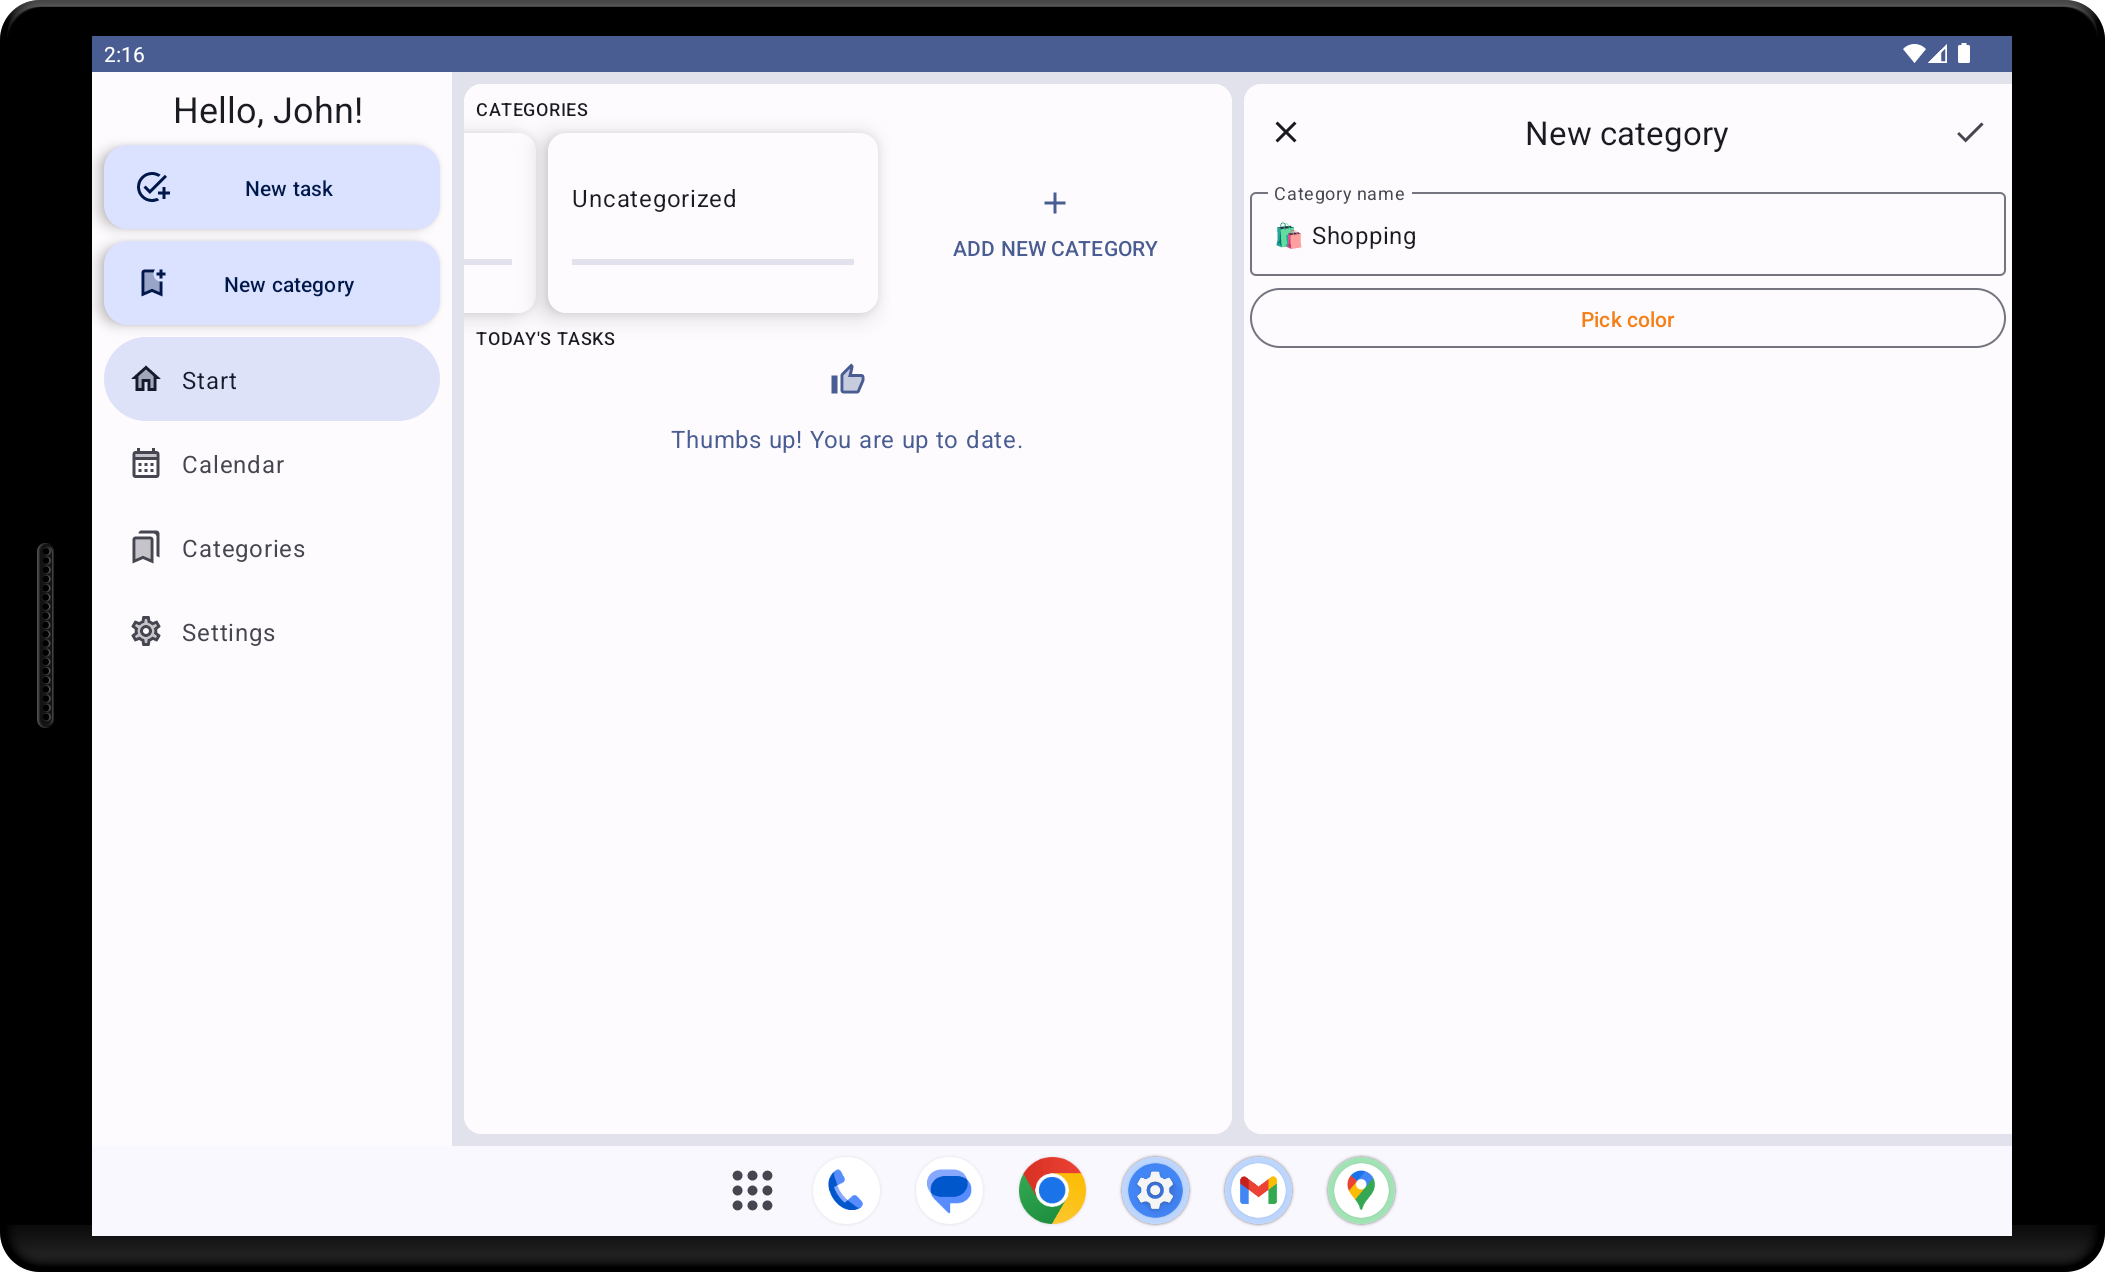 2:16
Hello, John!
New task
New category
Start
Calendar
Categories
Settings
CATEGORIES
Uncategorized
ADD NEW CATEGORY
TODAY'S TASKS
Thumbs up! You are up to date.
New category
Category name
🛍️ Shopping
Pick color